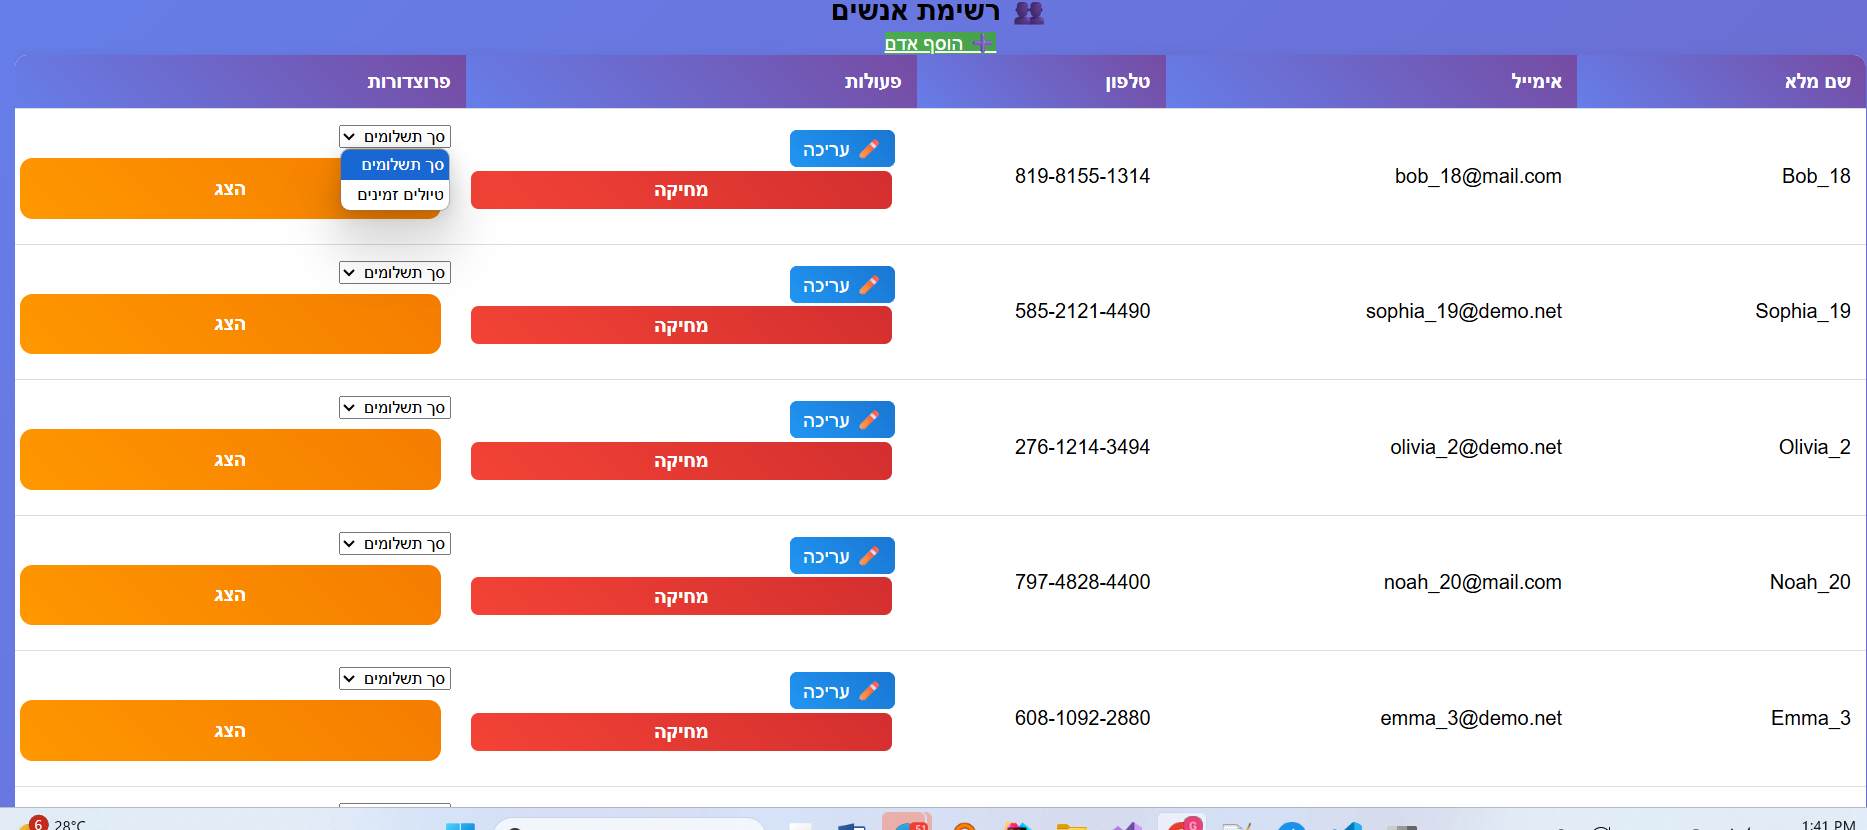 רשימת אנשים
הוסף אדם
שם מלא אימייל טלפון פעולות פרוצדורות
Bob_18 bob_18@mail.com 819-8155-1314 עריכה מחיקה סך תשלומים הצג
סך תשלומים
טיולים זמינים
Sophia_19 sophia_19@demo.net 585-2121-4490 עריכה מחיקה סך תשלומים הצג
Olivia_2 olivia_2@demo.net 276-1214-3494 עריכה מחיקה סך תשלומים הצג
Noah_20 noah_20@mail.com 797-4828-4400 עריכה מחיקה סך תשלומים הצג
Emma_3 emma_3@demo.net 608-1092-2880 עריכה מחיקה סך תשלומים הצג
6 28°C 51 G 1:41 PM